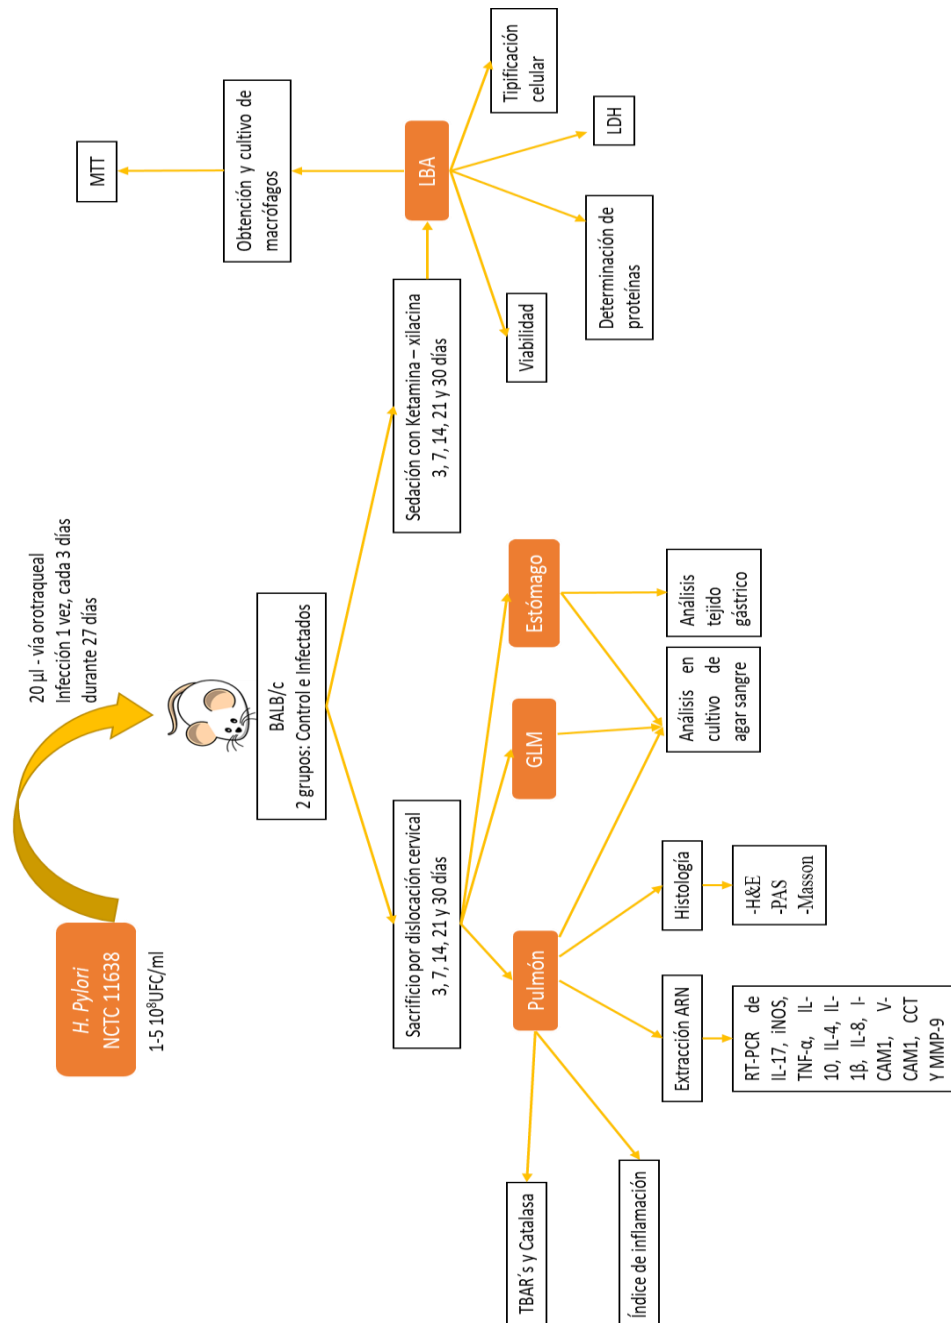 H. Pylori
NCTC 11638
1-5 10⁸UFC/ml
20 µl - vía orotraqueal
Infección 1 vez, cada 3 días
durante 27 días
BALB/c
2 grupos: Control e Infectados
Sacrificio por dislocación cervical
3, 7, 14, 21 y 30 días
Sedación con Ketamina – xilacina
3, 7, 14, 21 y 30 días
LBA
Obtención y cultivo de
macrófagos
MTT
Viabilidad
Determinación de
proteínas
LDH
Tipificación
celular
Pulmón
GLM
Estómago
TBAR´s y Catalasa
Índice de inflamación
Extracción ARN
RT-PCR de
IL-17, iNOS,
TNF-α, IL-
10, IL-4, IL-
1β, IL-8, I-
CAM1, V-
CAM1, CCT
Y MMP-9
Histología
-H&E
-PAS
-Masson
Análisis en
cultivo de
agar sangre
Análisis
tejido
gástrico